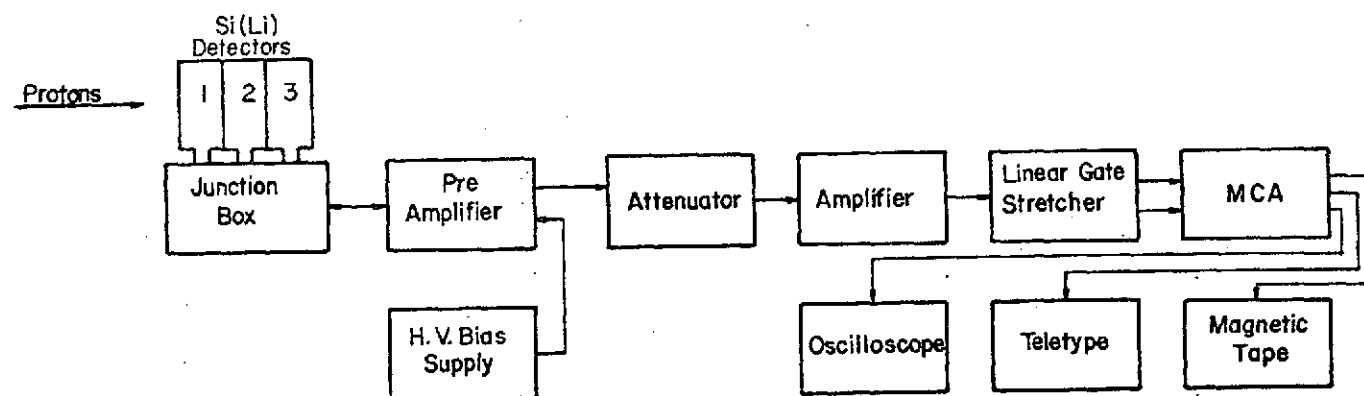 Si(Li)
Detectors
Protons
1 2 3
Junction
Box
Pre
Amplifier
Attenuator
Amplifier
Linear Gate
Stretcher
MCA
H.V. Bias
Supply
Oscilloscope
Teletype
Magnetic
Tape